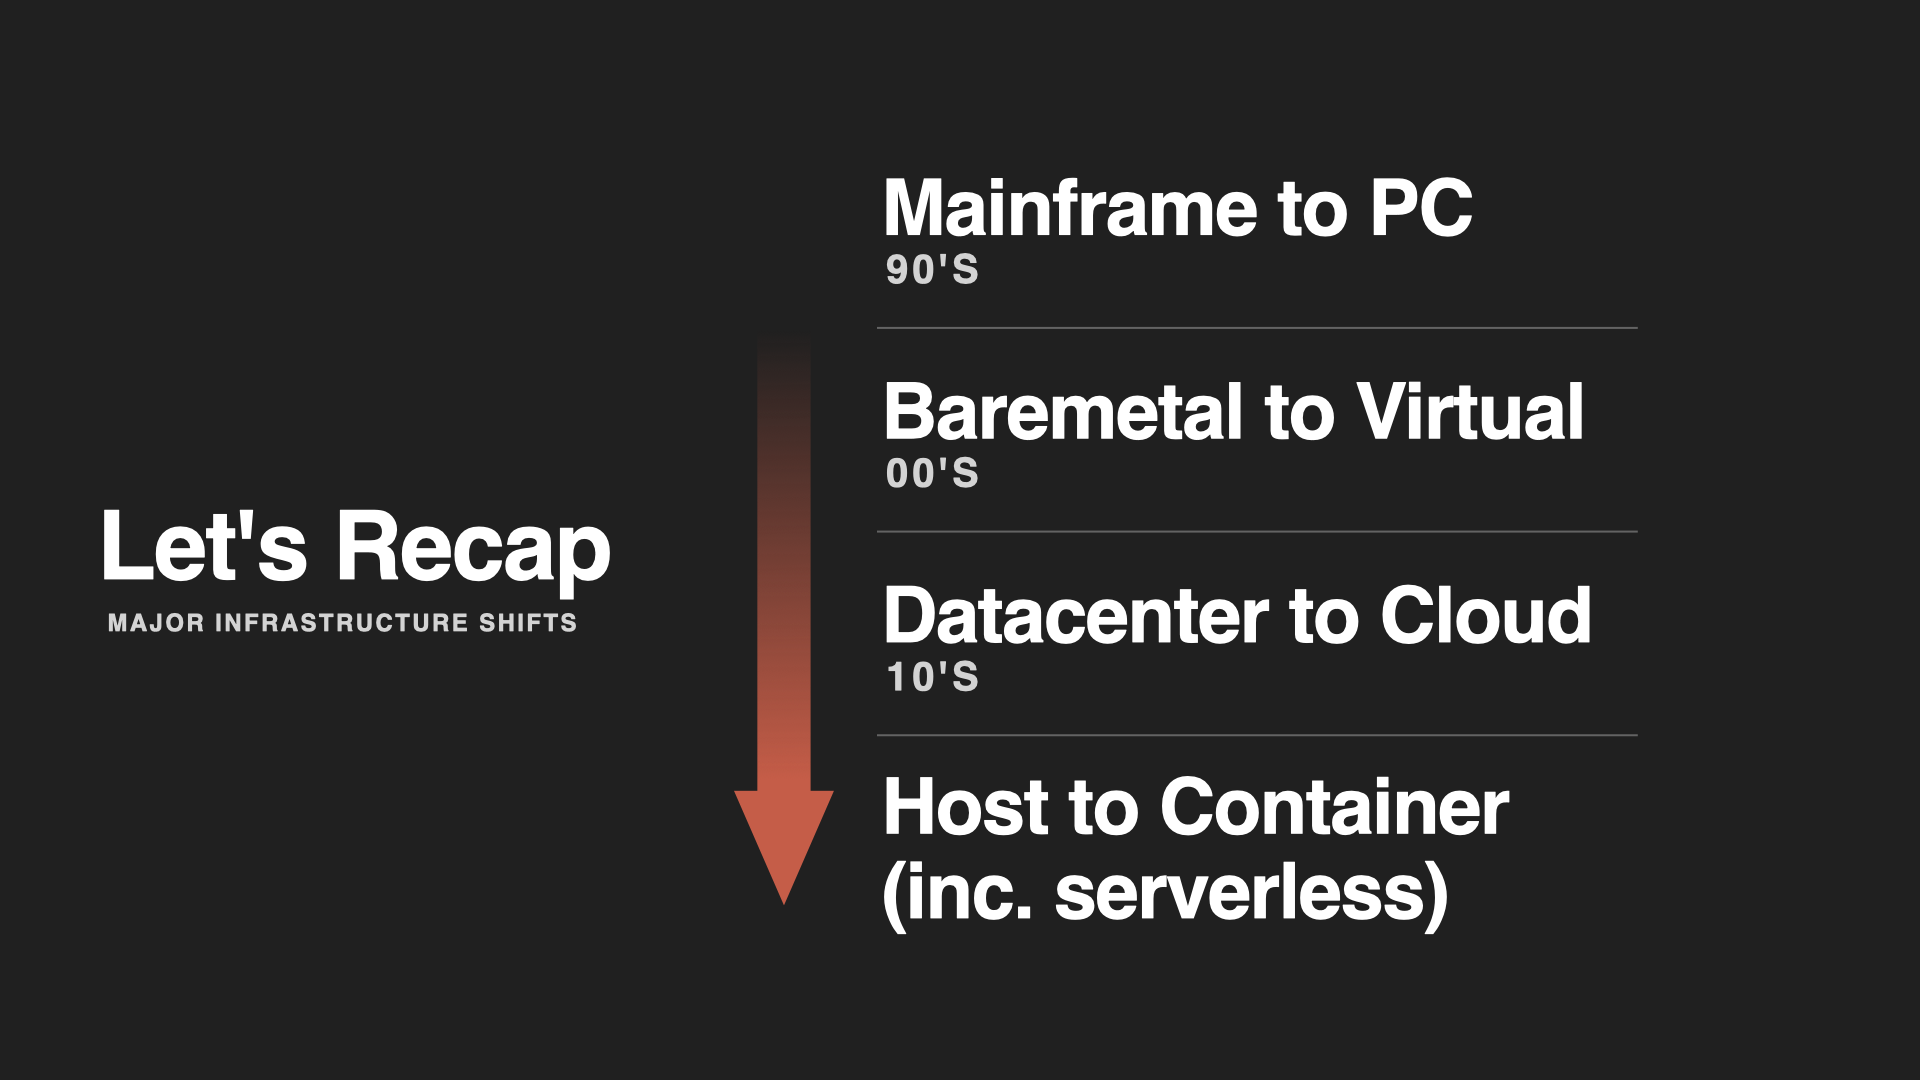 Let's Recap
MAJOR INFRASTRUCTURE SHIFTS
Mainframe to PC
90'S
Baremetal to Virtual
00'S
Datacenter to Cloud
10'S
Host to Container
(inc. serverless)